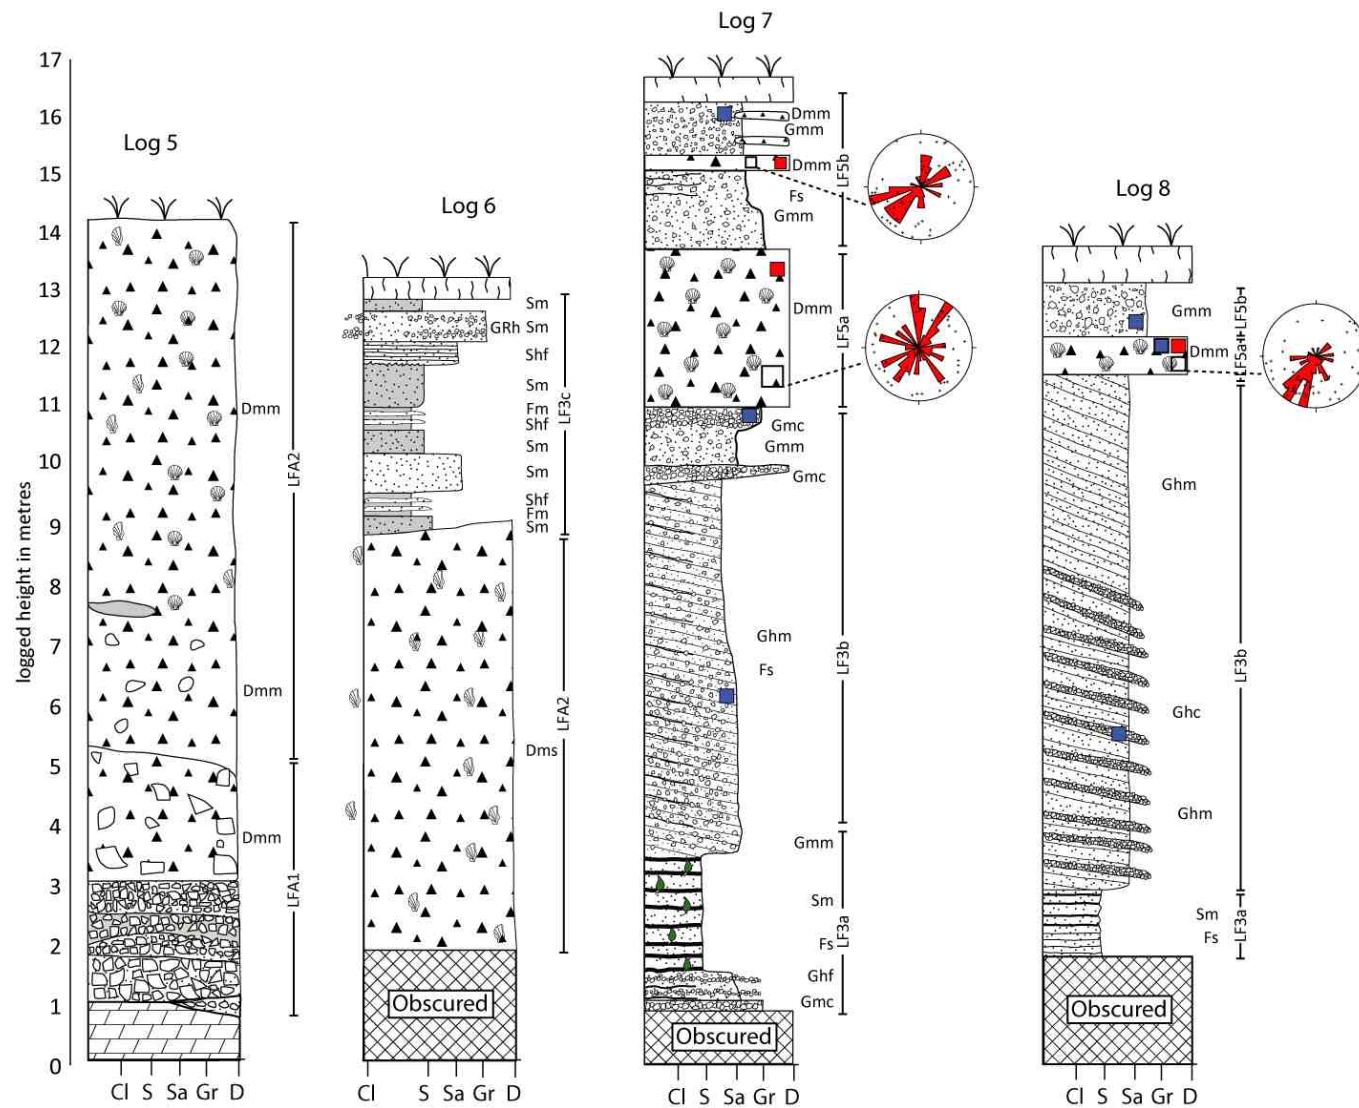 Log 7
Log 5
Log 6
Log 8
logged height in metres
17
16
15
14
13
12
11
10
9
8
7
6
5
4
3
2
1
0
Dmm
Dmm
Dmm
LFA2
LFA1
Cl S Sa Gr D
Sm
GRh Sm
Shf
Sm
Fm
Shf
Sm
Sm
Shf
Fm
Sm
LF3c
Dms
LFA2
Obscured
Cl S Sa Gr D
Dmm
Gmm
Dmm
Fs
Gmm
LF5b
Dmm
LF5a
Gmc
Gmm
Gmc
Ghm
Fs
LF3b
Gmm
Sm
Fs
Ghf
Gmc
LF3a
Obscured
Cl S Sa Gr D
Gmm
LF5b
Dmm
LF5a
Ghm
Ghc
Ghm
LF3b
Sm
Fs
LF3a
Obscured
Cl S Sa Gr D